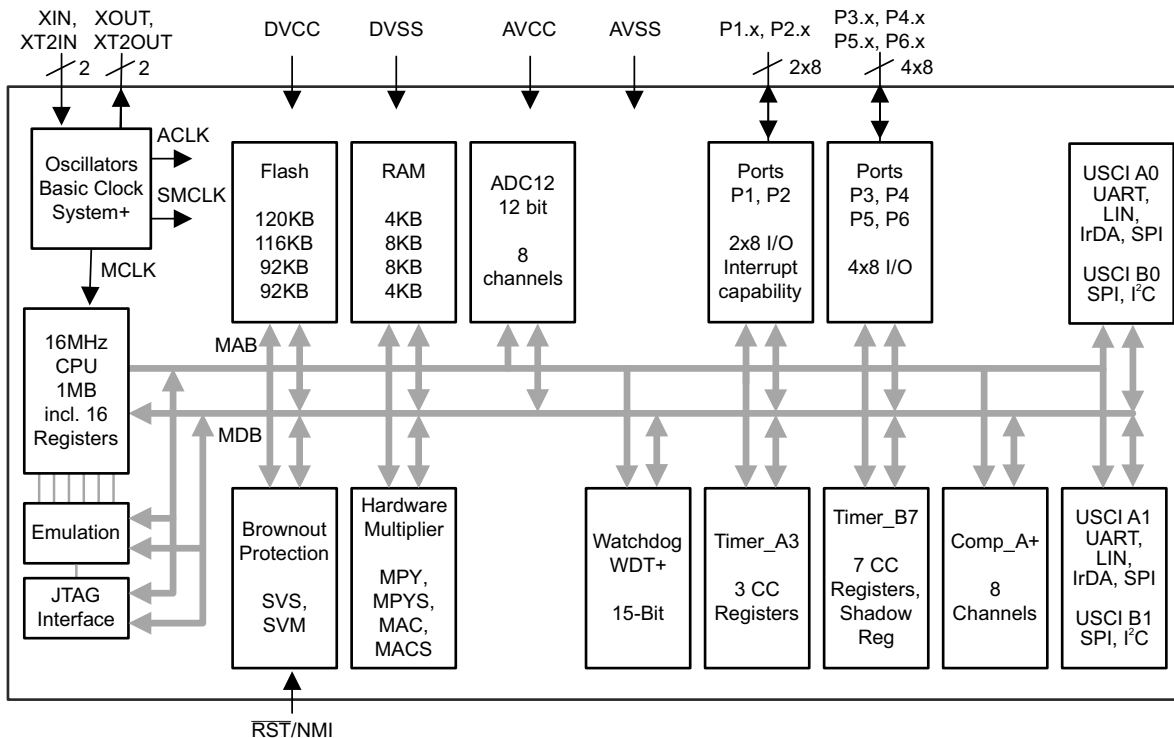 XIN,
XT2IN
XOUT,
XT2OUT
DVCC
DVSS
AVCC
AVSS
P1.x, P2.x
P3.x, P4.x
P5.x, P6.x
2
2
2x8
4x8
Oscillators
Basic Clock
System+
ACLK
SMCLK
MCLK
Flash
120KB
116KB
92KB
92KB
RAM
4KB
8KB
8KB
4KB
ADC12
12 bit
8
channels
Ports
P1, P2
2x8 I/O
Interrupt
capability
Ports
P3, P4
P5, P6
4x8 I/O
USCI A0
UART,
LIN,
IrDA, SPI
USCI B0
SPI, I²C
16MHz
CPU
1MB
incl. 16
Registers
MAB
MDB
Emulation
JTAG
Interface
Brownout
Protection
SVS,
SVM
Hardware
Multiplier
MPY,
MPYS,
MAC,
MACS
Watchdog
WDT+
15-Bit
Timer_A3
3 CC
Registers
Timer_B7
7 CC
Registers,
Shadow
Reg
Comp_A+
8
Channels
USCI A1
UART,
LIN,
IrDA, SPI
USCI B1
SPI, I²C
R̅S̅T̅/NMI